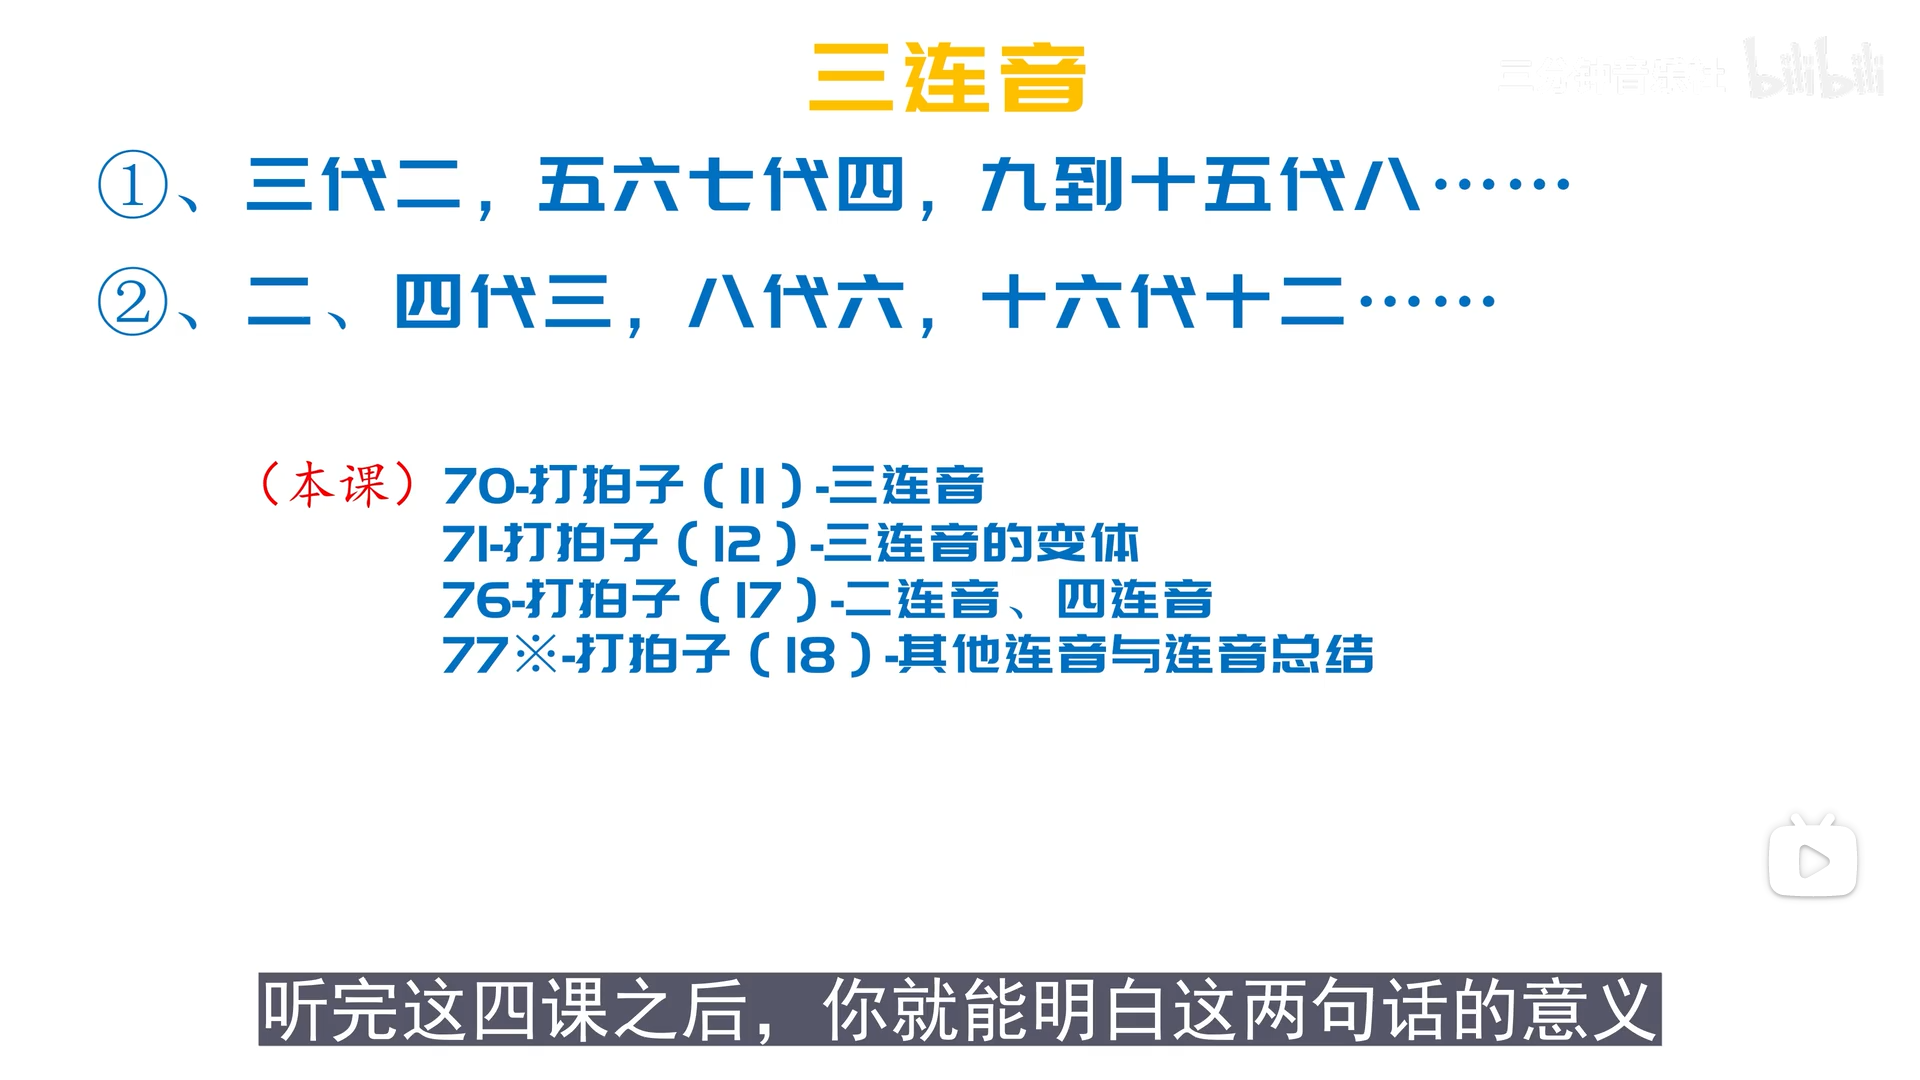 三连音
三分钟音乐社 bilibili
①、三代二，五六七代四，九到十五代八……
②、二、四代三，八代六，十六代十二……
（本课）70-打拍子（11）-三连音
71-打拍子（12）-三连音的变体
76-打拍子（17）-二连音、四连音
77※-打拍子（18）-其他连音与连音总结
听完这四课之后，你就能明白这两句话的意义